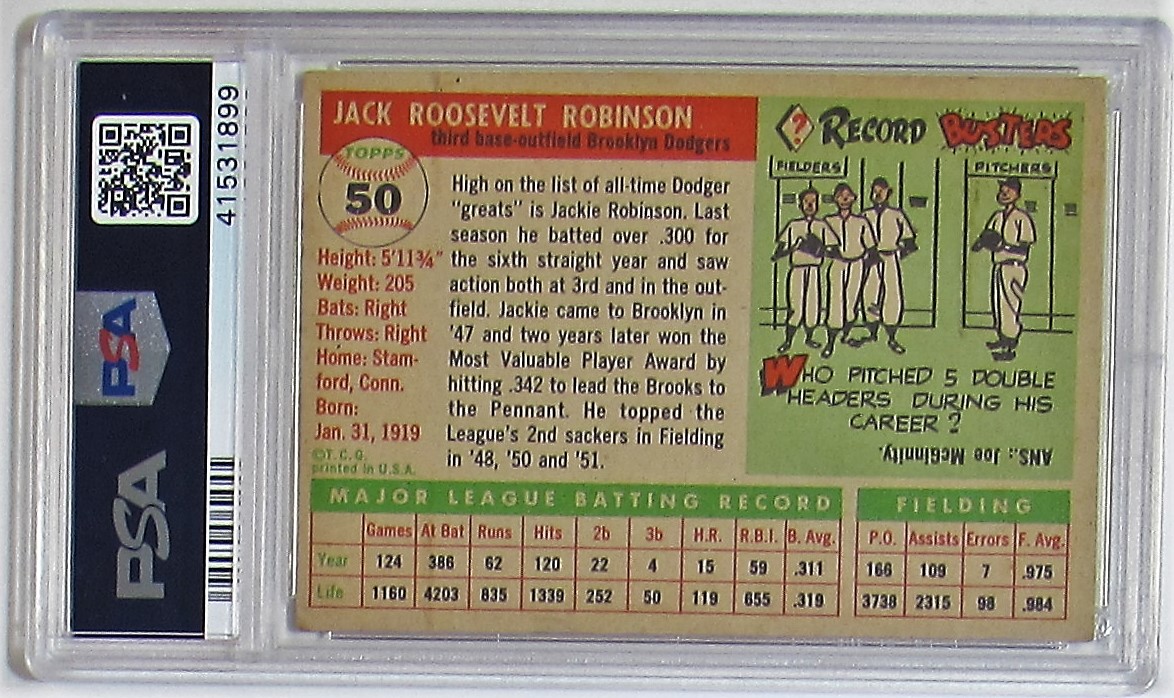 PSA
PSA
41531899
JACK ROOSEVELT ROBINSON
third base-outfield Brooklyn Dodgers
TOPPS
50
Height: 5'11¾"
Weight: 205
Bats: Right
Throws: Right
Home: Stam-
ford, Conn.
Born:
Jan. 31, 1919
©T. C. G.
printed in U.S.A.
High on the list of all-time Dodger
"greats" is Jackie Robinson. Last
season he batted over .300 for
the sixth straight year and saw
action both at 3rd and in the out-
field. Jackie came to Brooklyn in
'47 and two years later won the
Most Valuable Player Award by
hitting .342 to lead the Brooks to
the Pennant. He topped the
League's 2nd sackers in Fielding
in '48, '50 and '51.
? RECORD BUSTERS
FIELDERS PITCHERS
WHO PITCHED 5 DOUBLE
HEADERS DURING HIS
CAREER?
ANS.: Joe McGinnity.
MAJOR LEAGUE BATTING RECORD FIELDING
Games At Bat Runs Hits 2b 3b H.R. R.B.I. B. Avg. P.O. Assists Errors F. Avg.
Year 124 386 62 120 22 4 15 59 .311 166 109 7 .975
Life 1160 4203 835 1339 252 50 119 655 .319 3738 2315 98 .984